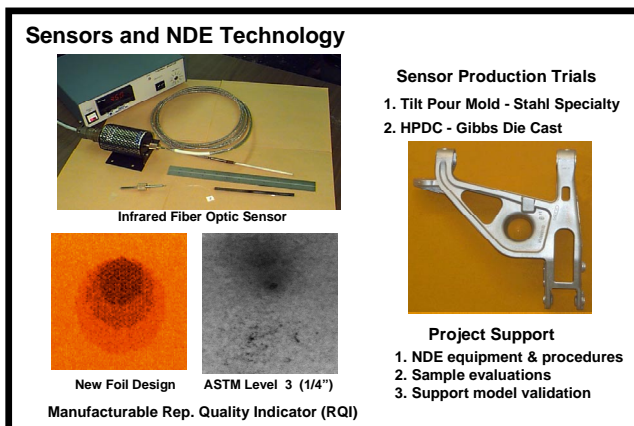 Sensors and NDE Technology
Infrared Fiber Optic Sensor
New Foil Design
ASTM Level 3 (1/4”)
Manufacturable Rep. Quality Indicator (RQI)
Sensor Production Trials
1. Tilt Pour Mold - Stahl Specialty
2. HPDC - Gibbs Die Cast
Project Support
1. NDE equipment & procedures
2. Sample evaluations
3. Support model validation